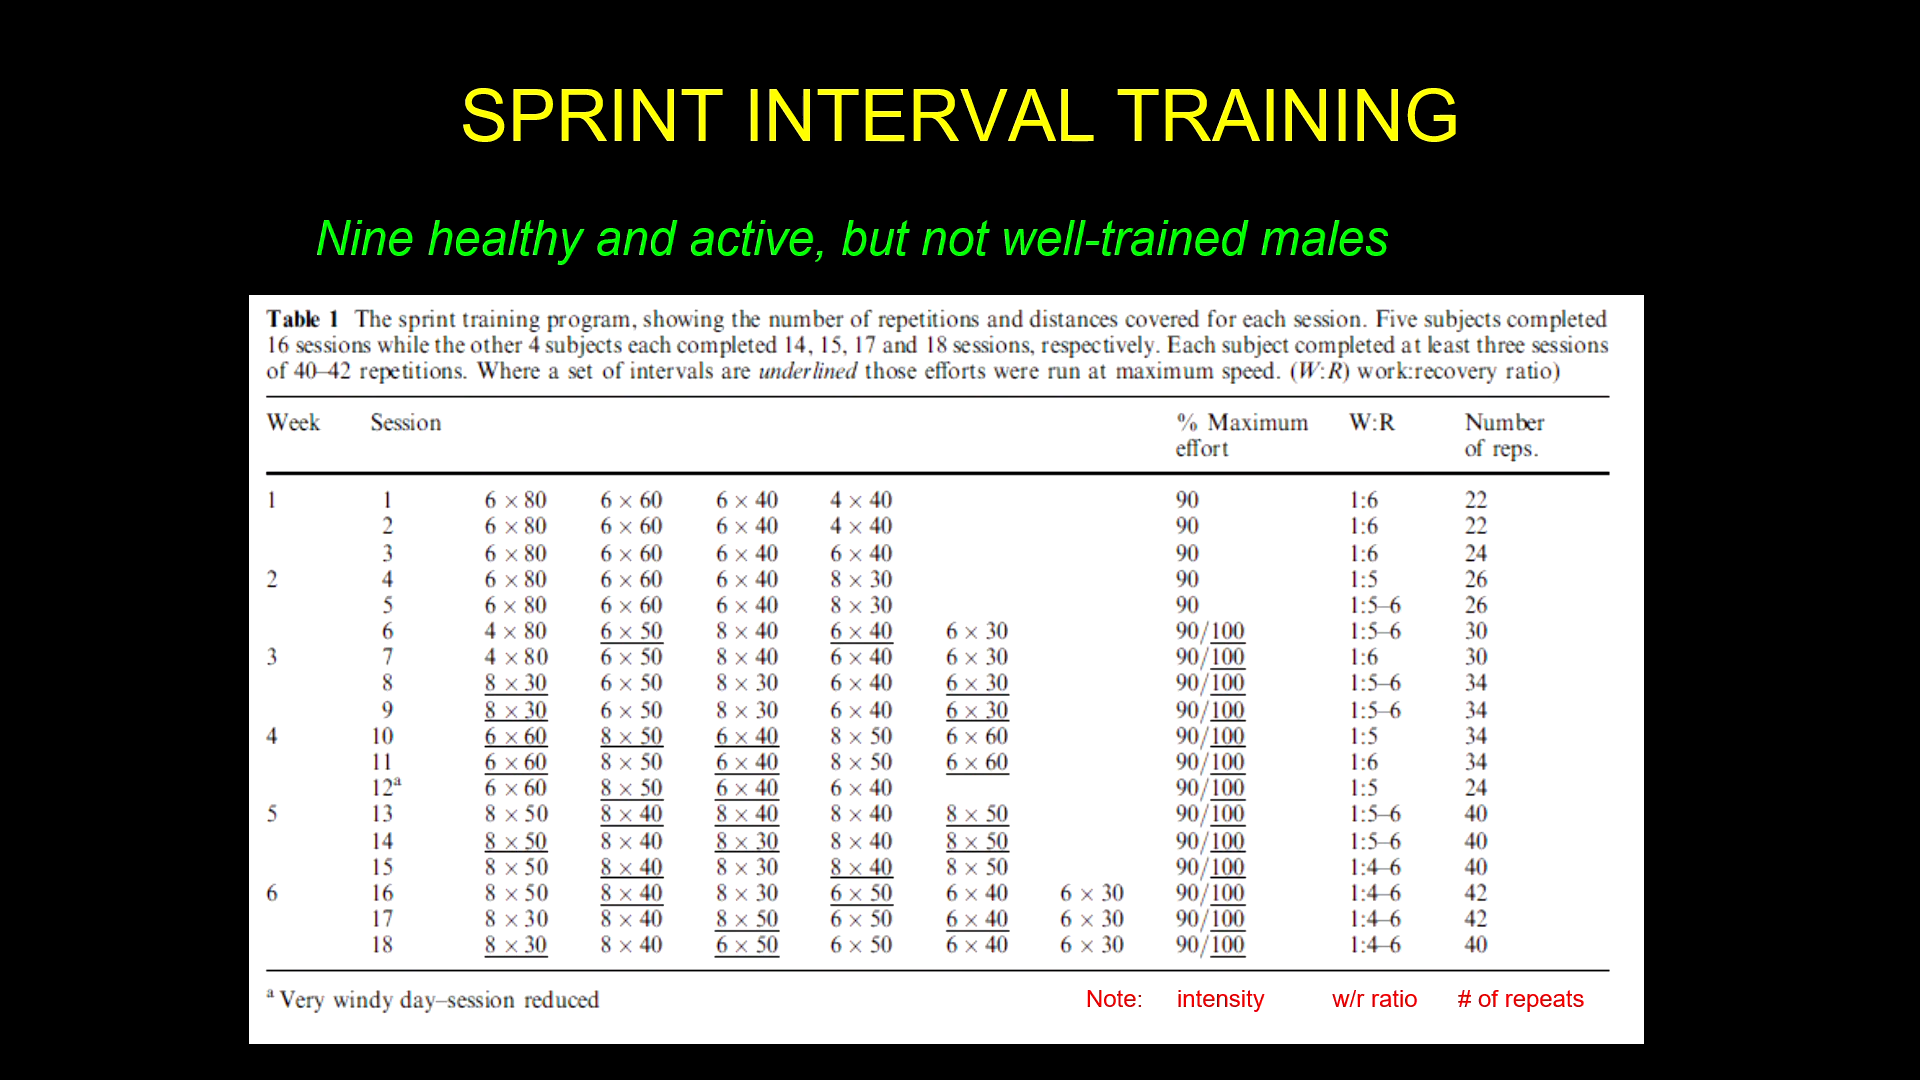 SPRINT INTERVAL TRAINING
Nine healthy and active, but not well-trained males
Table 1 The sprint training program, showing the number of repetitions and distances covered for each session. Five subjects completed
16 sessions while the other 4 subjects each completed 14, 15, 17 and 18 sessions, respectively. Each subject completed at least three sessions
of 40–42 repetitions. Where a set of intervals are underlined those efforts were run at maximum speed. (W:R) work:recovery ratio)
Week Session % Maximum W:R Number
effort of reps.
1 1 6 × 80 6 × 60 6 × 40 4 × 40 90 1:6 22
2 6 × 80 6 × 60 6 × 40 4 × 40 90 1:6 22
3 6 × 80 6 × 60 6 × 40 6 × 40 90 1:6 24
2 4 6 × 80 6 × 60 6 × 40 8 × 30 90 1:5 26
5 6 × 80 6 × 60 6 × 40 8 × 30 90 1:5–6 26
6 4 × 80 6 × 50 8 × 40 6 × 40 6 × 30 90/100 1:5–6 30
3 7 4 × 80 6 × 50 8 × 40 6 × 40 6 × 30 90/100 1:6 30
8 8 × 30 6 × 50 8 × 30 6 × 40 6 × 30 90/100 1:5–6 34
9 8 × 30 6 × 50 8 × 30 6 × 40 6 × 30 90/100 1:5–6 34
4 10 6 × 60 8 × 50 6 × 40 8 × 50 6 × 60 90/100 1:5 34
11 6 × 60 8 × 50 6 × 40 8 × 50 6 × 60 90/100 1:6 34
12a 6 × 60 8 × 50 6 × 40 6 × 40 90/100 1:5 24
5 13 8 × 50 8 × 40 8 × 40 8 × 40 8 × 50 90/100 1:5–6 40
14 8 × 50 8 × 40 8 × 30 8 × 40 8 × 50 90/100 1:5–6 40
15 8 × 50 8 × 40 8 × 30 8 × 40 8 × 50 90/100 1:4–6 40
6 16 8 × 50 8 × 40 8 × 30 6 × 50 6 × 40 6 × 30 90/100 1:4–6 42
17 8 × 30 8 × 40 8 × 50 6 × 50 6 × 40 6 × 30 90/100 1:4–6 42
18 8 × 30 8 × 40 6 × 50 6 × 50 6 × 40 6 × 30 90/100 1:4–6 40
a Very windy day–session reduced Note: intensity w/r ratio # of repeats